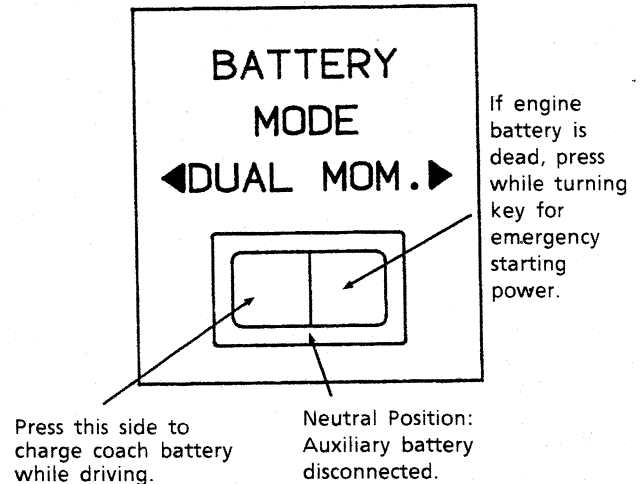 BATTERY
MODE
◀DUAL MOM.▶
If engine
battery is
dead, press
while turning
key for
emergency
starting
power.
Press this side to
charge coach battery
while driving.
Neutral Position:
Auxiliary battery
disconnected.